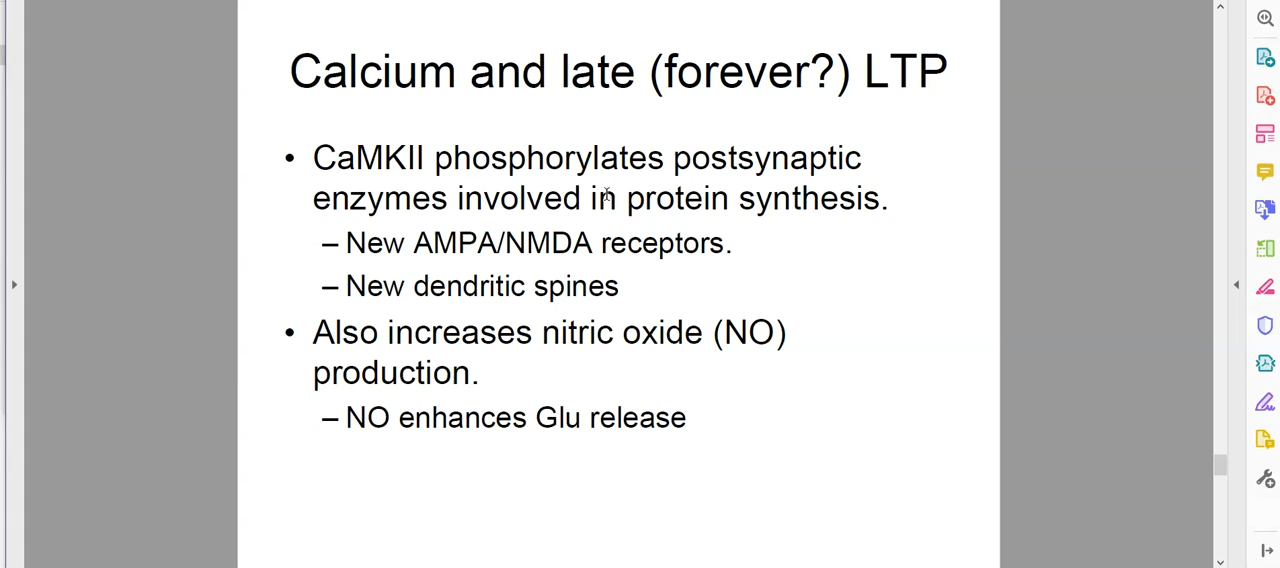 Calcium and late (forever?) LTP
• CaMKII phosphorylates postsynaptic
enzymes involved in protein synthesis.
– New AMPA/NMDA receptors.
– New dendritic spines
• Also increases nitric oxide (NO)
production.
– NO enhances Glu release